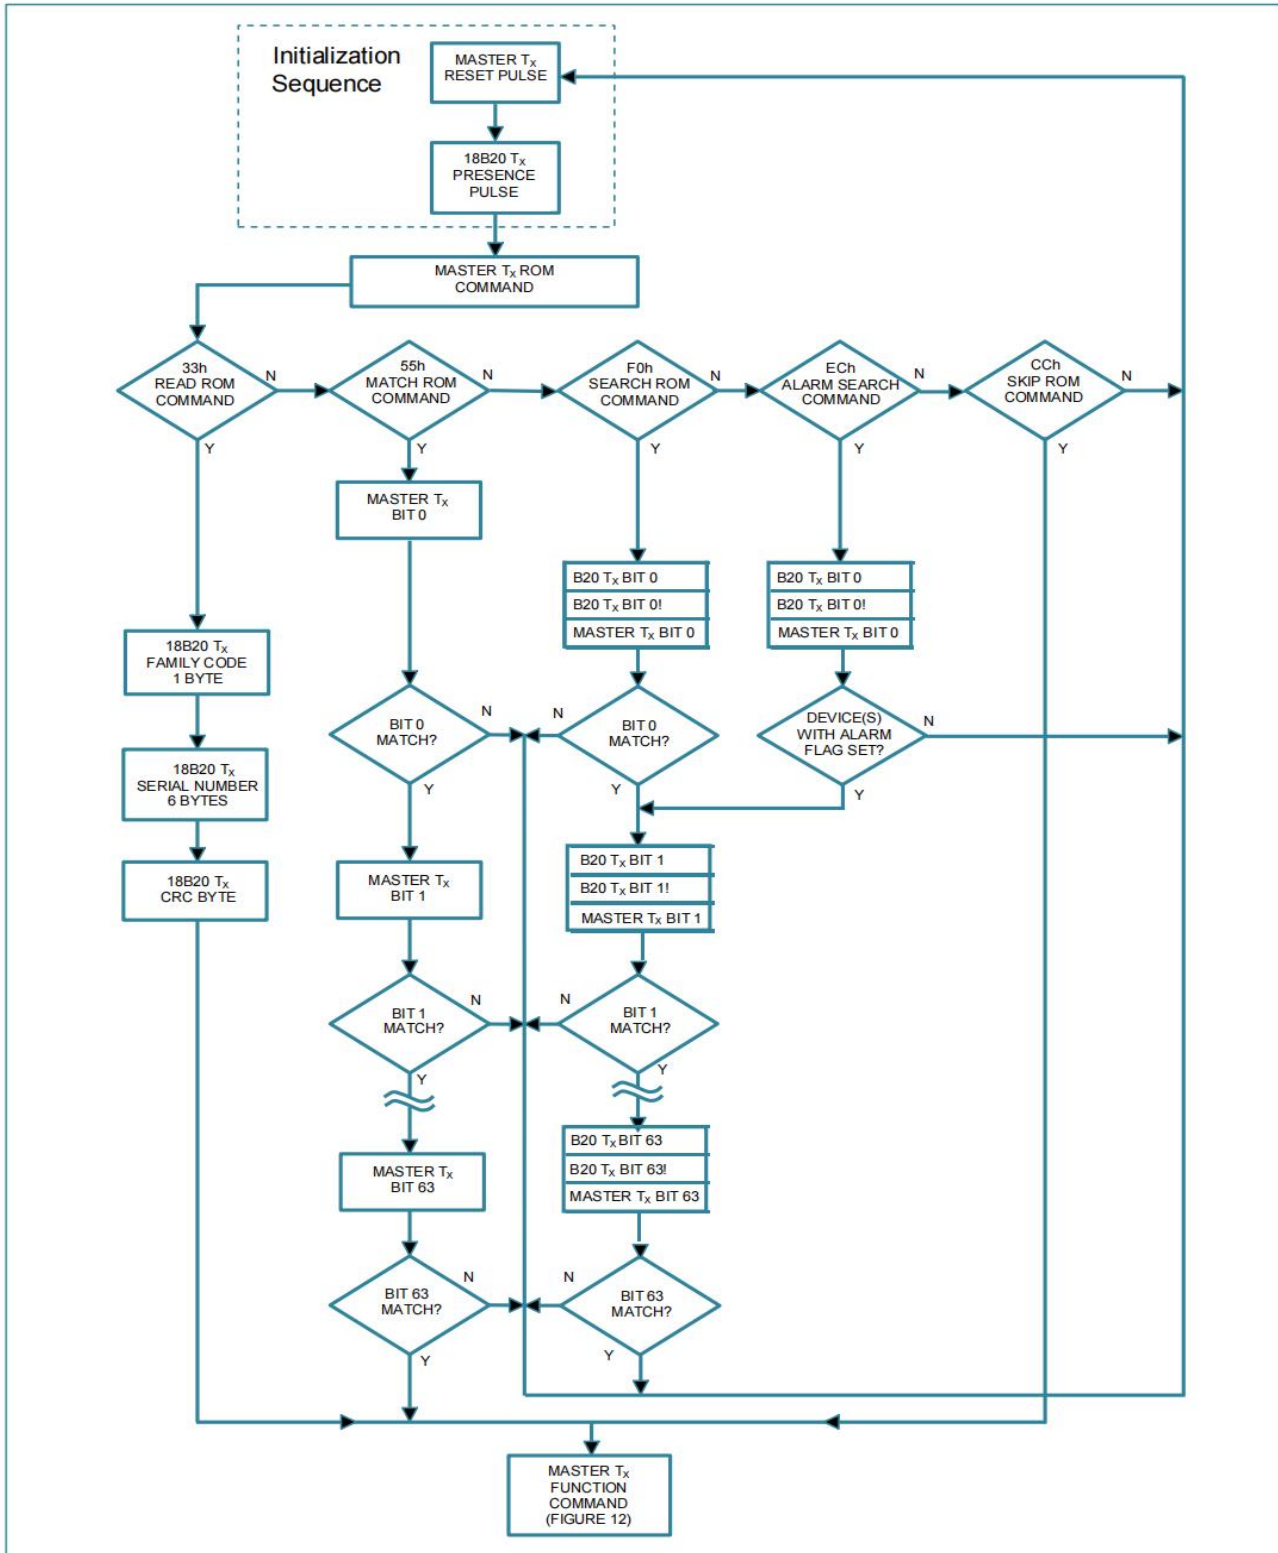 Initialization
Sequence
MASTER Tx
RESET PULSE
18B20 Tx
PRESENCE
PULSE
MASTER Tx ROM
COMMAND
33h
READ ROM
COMMAND
N
Y
55h
MATCH ROM
COMMAND
N
Y
F0h
SEARCH ROM
COMMAND
N
Y
ECh
ALARM SEARCH
COMMAND
N
Y
CCh
SKIP ROM
COMMAND
N
Y
MASTER Tx
BIT 0
B20 Tx BIT 0
B20 Tx BIT 0!
MASTER Tx BIT 0
B20 Tx BIT 0
B20 Tx BIT 0!
MASTER Tx BIT 0
18B20 Tx
FAMILY CODE
1 BYTE
BIT 0
MATCH?
N
Y
BIT 0
MATCH?
N
Y
DEVICE(S)
WITH ALARM
FLAG SET?
N
Y
18B20 Tx
SERIAL NUMBER
6 BYTES
18B20 Tx
CRC BYTE
MASTER Tx
BIT 1
B20 Tx BIT 1
B20 Tx BIT 1!
MASTER Tx BIT 1
BIT 1
MATCH?
N
Y
BIT 1
MATCH?
N
Y
MASTER Tx
BIT 63
B20 Tx BIT 63
B20 Tx BIT 63!
MASTER Tx BIT 63
BIT 63
MATCH?
N
Y
BIT 63
MATCH?
N
Y
MASTER Tx
FUNCTION
COMMAND
(FIGURE 12)